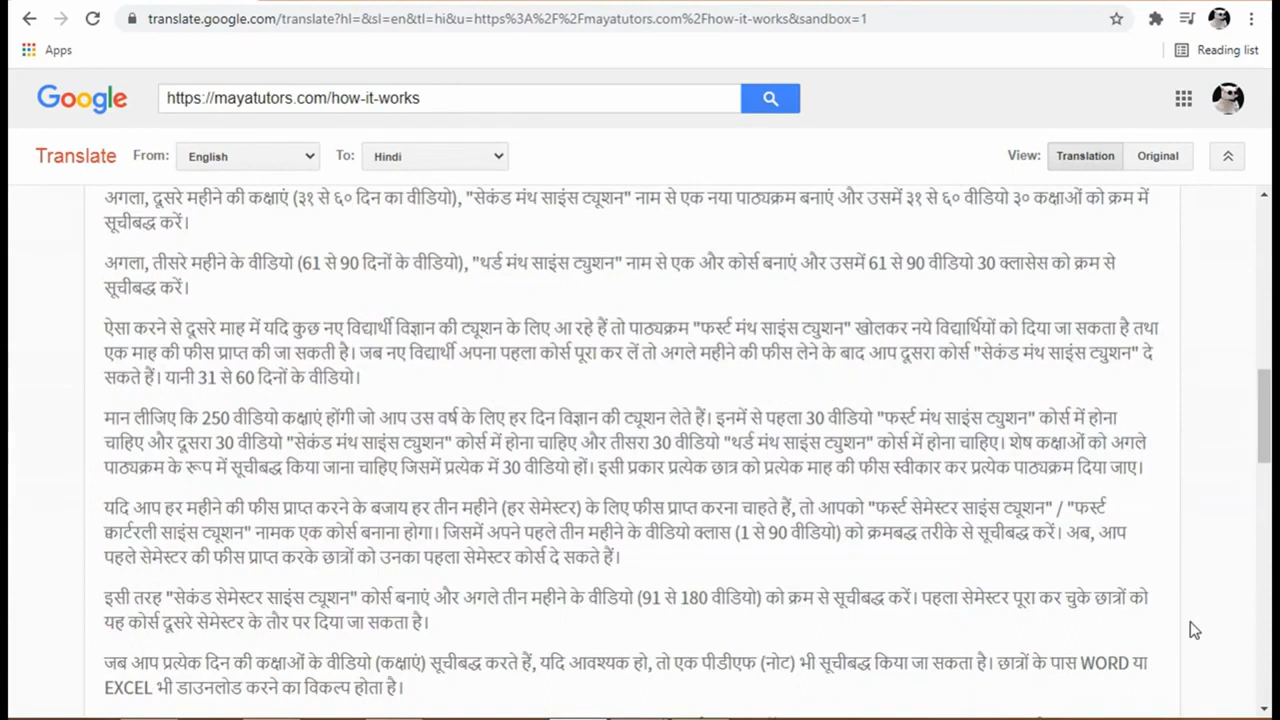 translate.google.com/translate?hl=&sl=en&tl=hi&u=https%3A%2F%2Fmayatutors.com%2Fhow-it-works&sandbox=1
Apps
Reading list
Google
https://mayatutors.com/how-it-works
Translate From: English To: Hindi View: Translation Original
अगला, दूसरे महीने की कक्षाएं (३१ से ६० दिन का वीडियो), "सेकंड मंथ साइंस ट्यूशन" नाम से एक नया पाठ्यक्रम बनाएं और उसमें ३१ से ६० वीडियो ३० कक्षाओं को क्रम में
सूचीबद्ध करें।
अगला, तीसरे महीने के वीडियो (61 से 90 दिनों के वीडियो), "थर्ड मंथ साइंस ट्युशन" नाम से एक और कोर्स बनाएं और उसमें 61 से 90 वीडियो 30 क्लासेस को क्रम से
सूचीबद्ध करें।
ऐसा करने से दूसरे माह में यदि कुछ नए विद्यार्थी विज्ञान की ट्यूशन के लिए आ रहे हैं तो पाठ्यक्रम "फर्स्ट मंथ साइंस ट्युशन" खोलकर नये विद्यार्थियों को दिया जा सकता है तथा
एक माह की फीस प्राप्त की जा सकती है। जब नए विद्यार्थी अपना पहला कोर्स पूरा कर लें तो अगले महीने की फीस लेने के बाद आप दूसरा कोर्स "सेकंड मंथ साइंस ट्युशन" दे
सकते हैं। यानी 31 से 60 दिनों के वीडियो।
मान लीजिए कि 250 वीडियो कक्षाएं होंगी जो आप उस वर्ष के लिए हर दिन विज्ञान की ट्यूशन लेते हैं। इनमें से पहला 30 वीडियो "फर्स्ट मंथ साइंस ट्युशन" कोर्स में होना
चाहिए और दूसरा 30 वीडियो "सेकंड मंथ साइंस ट्यूशन" कोर्स में होना चाहिए और तीसरा 30 वीडियो "थर्ड मंथ साइंस ट्युशन" कोर्स में होना चाहिए। शेष कक्षाओं को अगले
पाठ्यक्रम के रूप में सूचीबद्ध किया जाना चाहिए जिसमें प्रत्येक में 30 वीडियो हों। इसी प्रकार प्रत्येक छात्र को प्रत्येक माह की फीस स्वीकार कर प्रत्येक पाठ्यक्रम दिया जाए।
यदि आप हर महीने की फीस प्राप्त करने के बजाय हर तीन महीने (हर सेमेस्टर) के लिए फीस प्राप्त करना चाहते हैं, तो आपको "फर्स्ट सेमेस्टर साइंस ट्यूशन" / "फर्स्ट
क्वार्टरली साइंस ट्यूशन" नामक एक कोर्स बनाना होगा। जिसमें अपने पहले तीन महीने के वीडियो क्लास (1 से 90 वीडियो) को क्रमबद्ध तरीके से सूचीबद्ध करें। अब, आप
पहले सेमेस्टर की फीस प्राप्त करके छात्रों को उनका पहला सेमेस्टर कोर्स दे सकते हैं।
इसी तरह "सेकंड सेमेस्टर साइंस ट्यूशन" कोर्स बनाएं और अगले तीन महीने के वीडियो (91 से 180 वीडियो) को क्रम से सूचीबद्ध करें। पहला सेमेस्टर पूरा कर चुके छात्रों को
यह कोर्स दूसरे सेमेस्टर के तौर पर दिया जा सकता है।
जब आप प्रत्येक दिन की कक्षाओं के वीडियो (कक्षाएं) सूचीबद्ध करते हैं, यदि आवश्यक हो, तो एक पीडीएफ (नोट) भी सूचीबद्ध किया जा सकता है। छात्रों के पास WORD या
EXCEL भी डाउनलोड करने का विकल्प होता है।